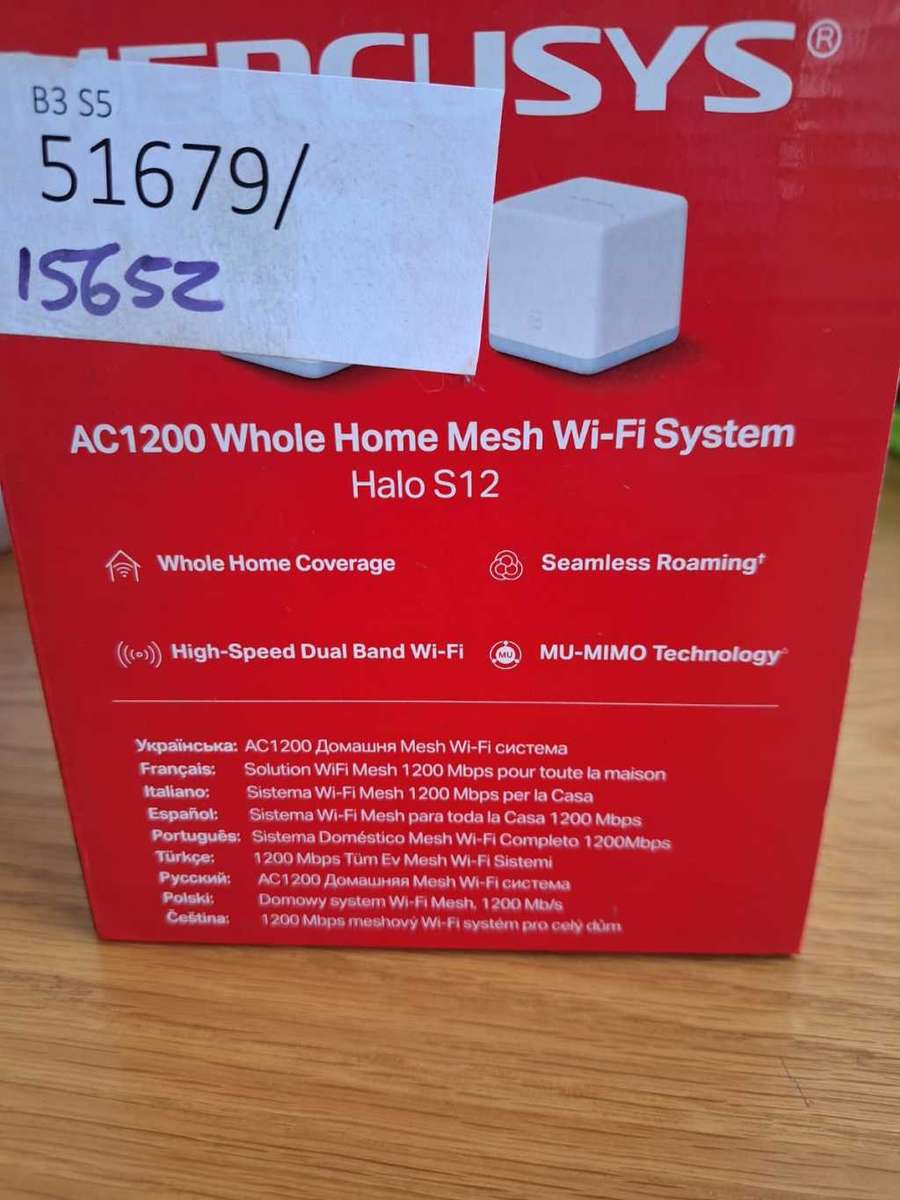 MERCUSYS®
B3 S5
51679/
15652
AC1200 Whole Home Mesh Wi-Fi System
Halo S12
Whole Home Coverage
Seamless Roaming†
High-Speed Dual Band Wi-Fi
MU
MU-MIMO Technology^
Українська: AC1200 Домашня Mesh Wi-Fi система
Français: Solution WiFi Mesh 1200 Mbps pour toute la maison
Italiano: Sistema Wi-Fi Mesh 1200 Mbps per la Casa
Español: Sistema Wi-Fi Mesh para toda la Casa 1200 Mbps
Português: Sistema Doméstico Mesh Wi-Fi Completo 1200Mbps
Türkçe: 1200 Mbps Tüm Ev Mesh Wi-Fi Sistemi
Русский: AC1200 Домашняя Mesh Wi-Fi система
Polski: Domowy system Wi-Fi Mesh, 1200 Mb/s
Čeština: 1200 Mbps meshový Wi-Fi systém pro celý dům